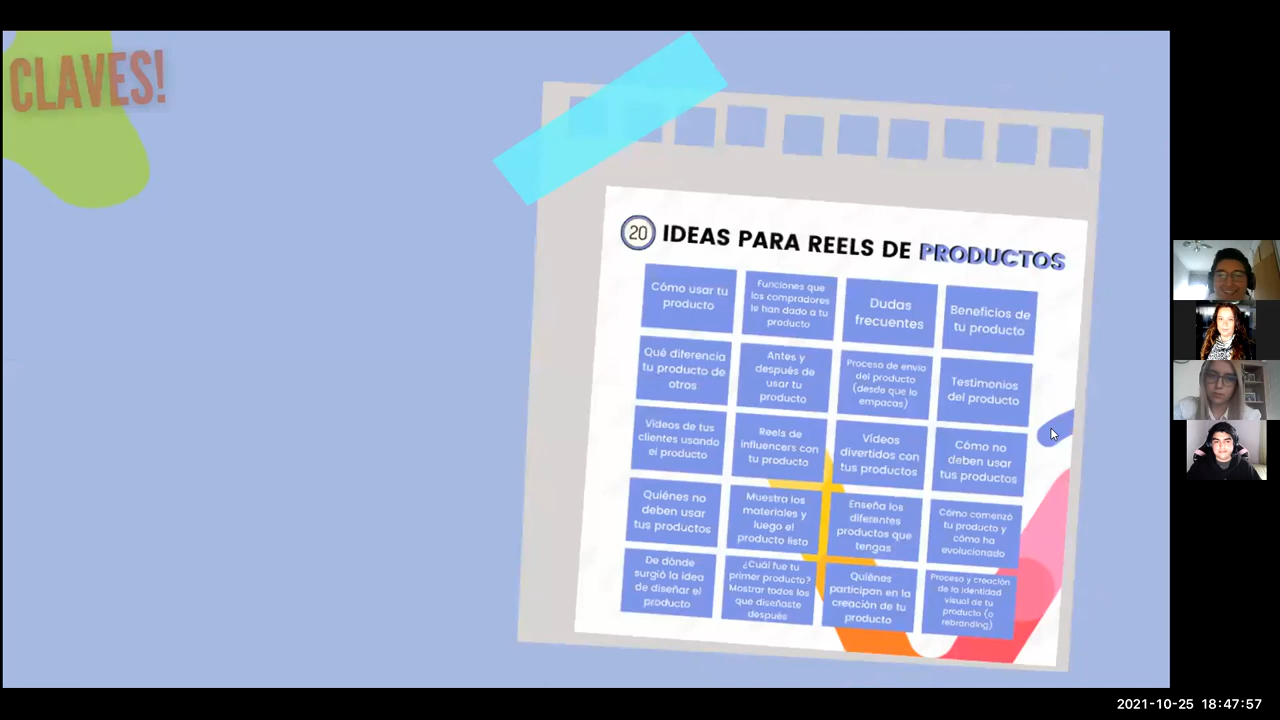 CLAVES!
20 IDEAS PARA REELS DE PRODUCTOS
Cómo usar tu
producto
Funciones que
los compradores
le han dado a tu
producto
Dudas
frecuentes
Beneficios de
tu producto
Qué diferencia
tu producto de
otros
Antes y
después de
usar tu
producto
Proceso de envío
del producto
(desde que lo
empacas)
Testimonios
del producto
Vídeos de tus
clientes usando
el producto
Reels de
influencers con
tu producto
Vídeos
divertidos con
tus productos
Cómo no
deben usar
tus productos
Quiénes no
deben usar
tus productos
Muestra los
materiales y
luego el
producto listo
Enseña los
diferentes
productos que
tengas
Cómo comenzó
tu producto y
cómo ha
evolucionado
De dónde
surgió la idea
de diseñar el
producto
¿Cuál fue tu
primer producto?
Mostrar todos los
que diseñaste
después
Quiénes
participan en la
creación de tu
producto
Proceso y creación
de la identidad
visual de tu
producto (o
rebranding)
2021-10-25 18:47:57